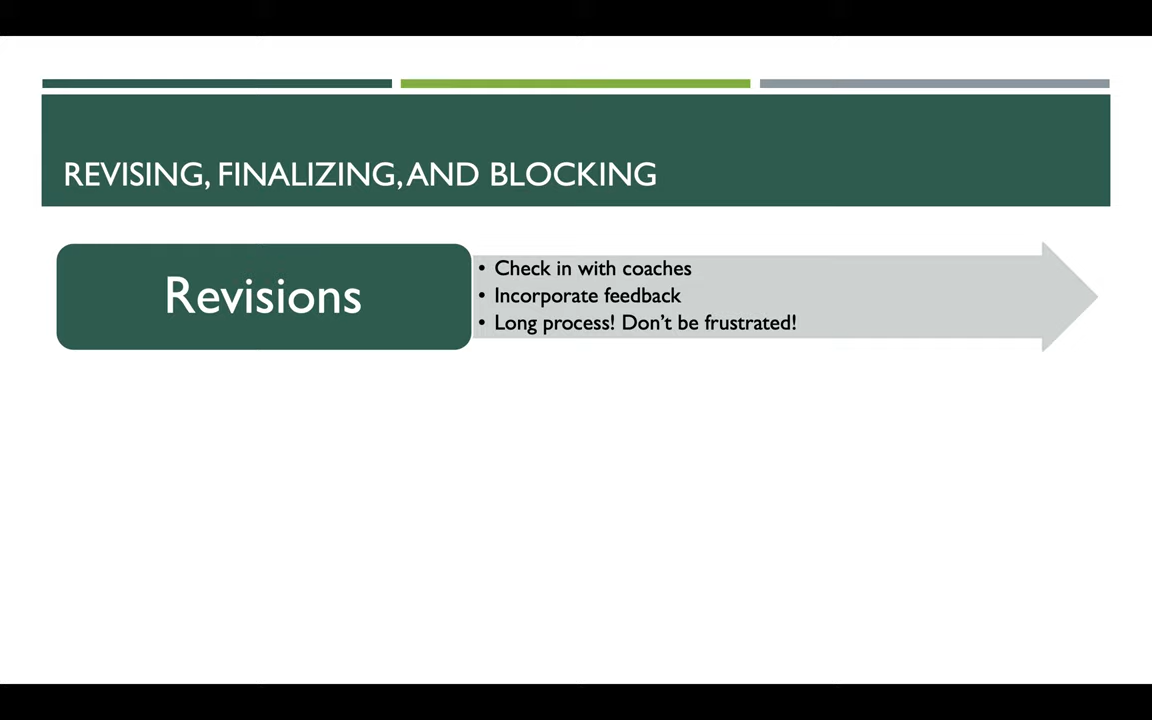 REVISING, FINALIZING, AND BLOCKING
Revisions
• Check in with coaches
• Incorporate feedback
• Long process! Don’t be frustrated!